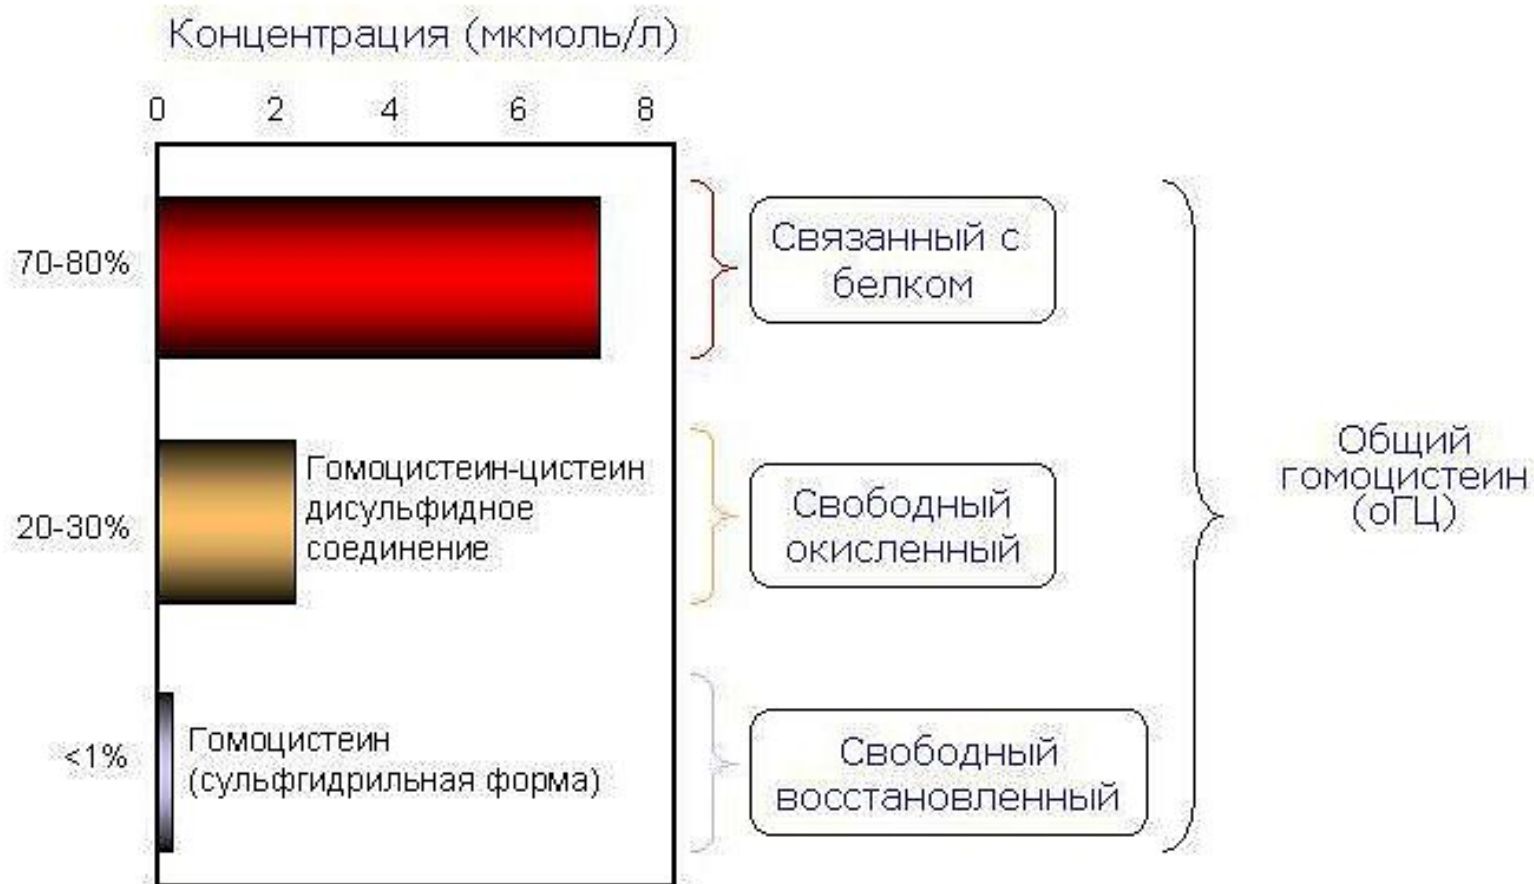 Концентрация (мкмоль/л)
0 2 4 6 8
70-80%
Связанный с
белком
20-30%
Гомоцистеин-цистеин
дисульфидное
соединение
Свободный
окисленный
<1%
Гомоцистеин
(сульфгидрильная форма)
Свободный
восстановленный
Общий
гомоцистеин
(оГЦ)